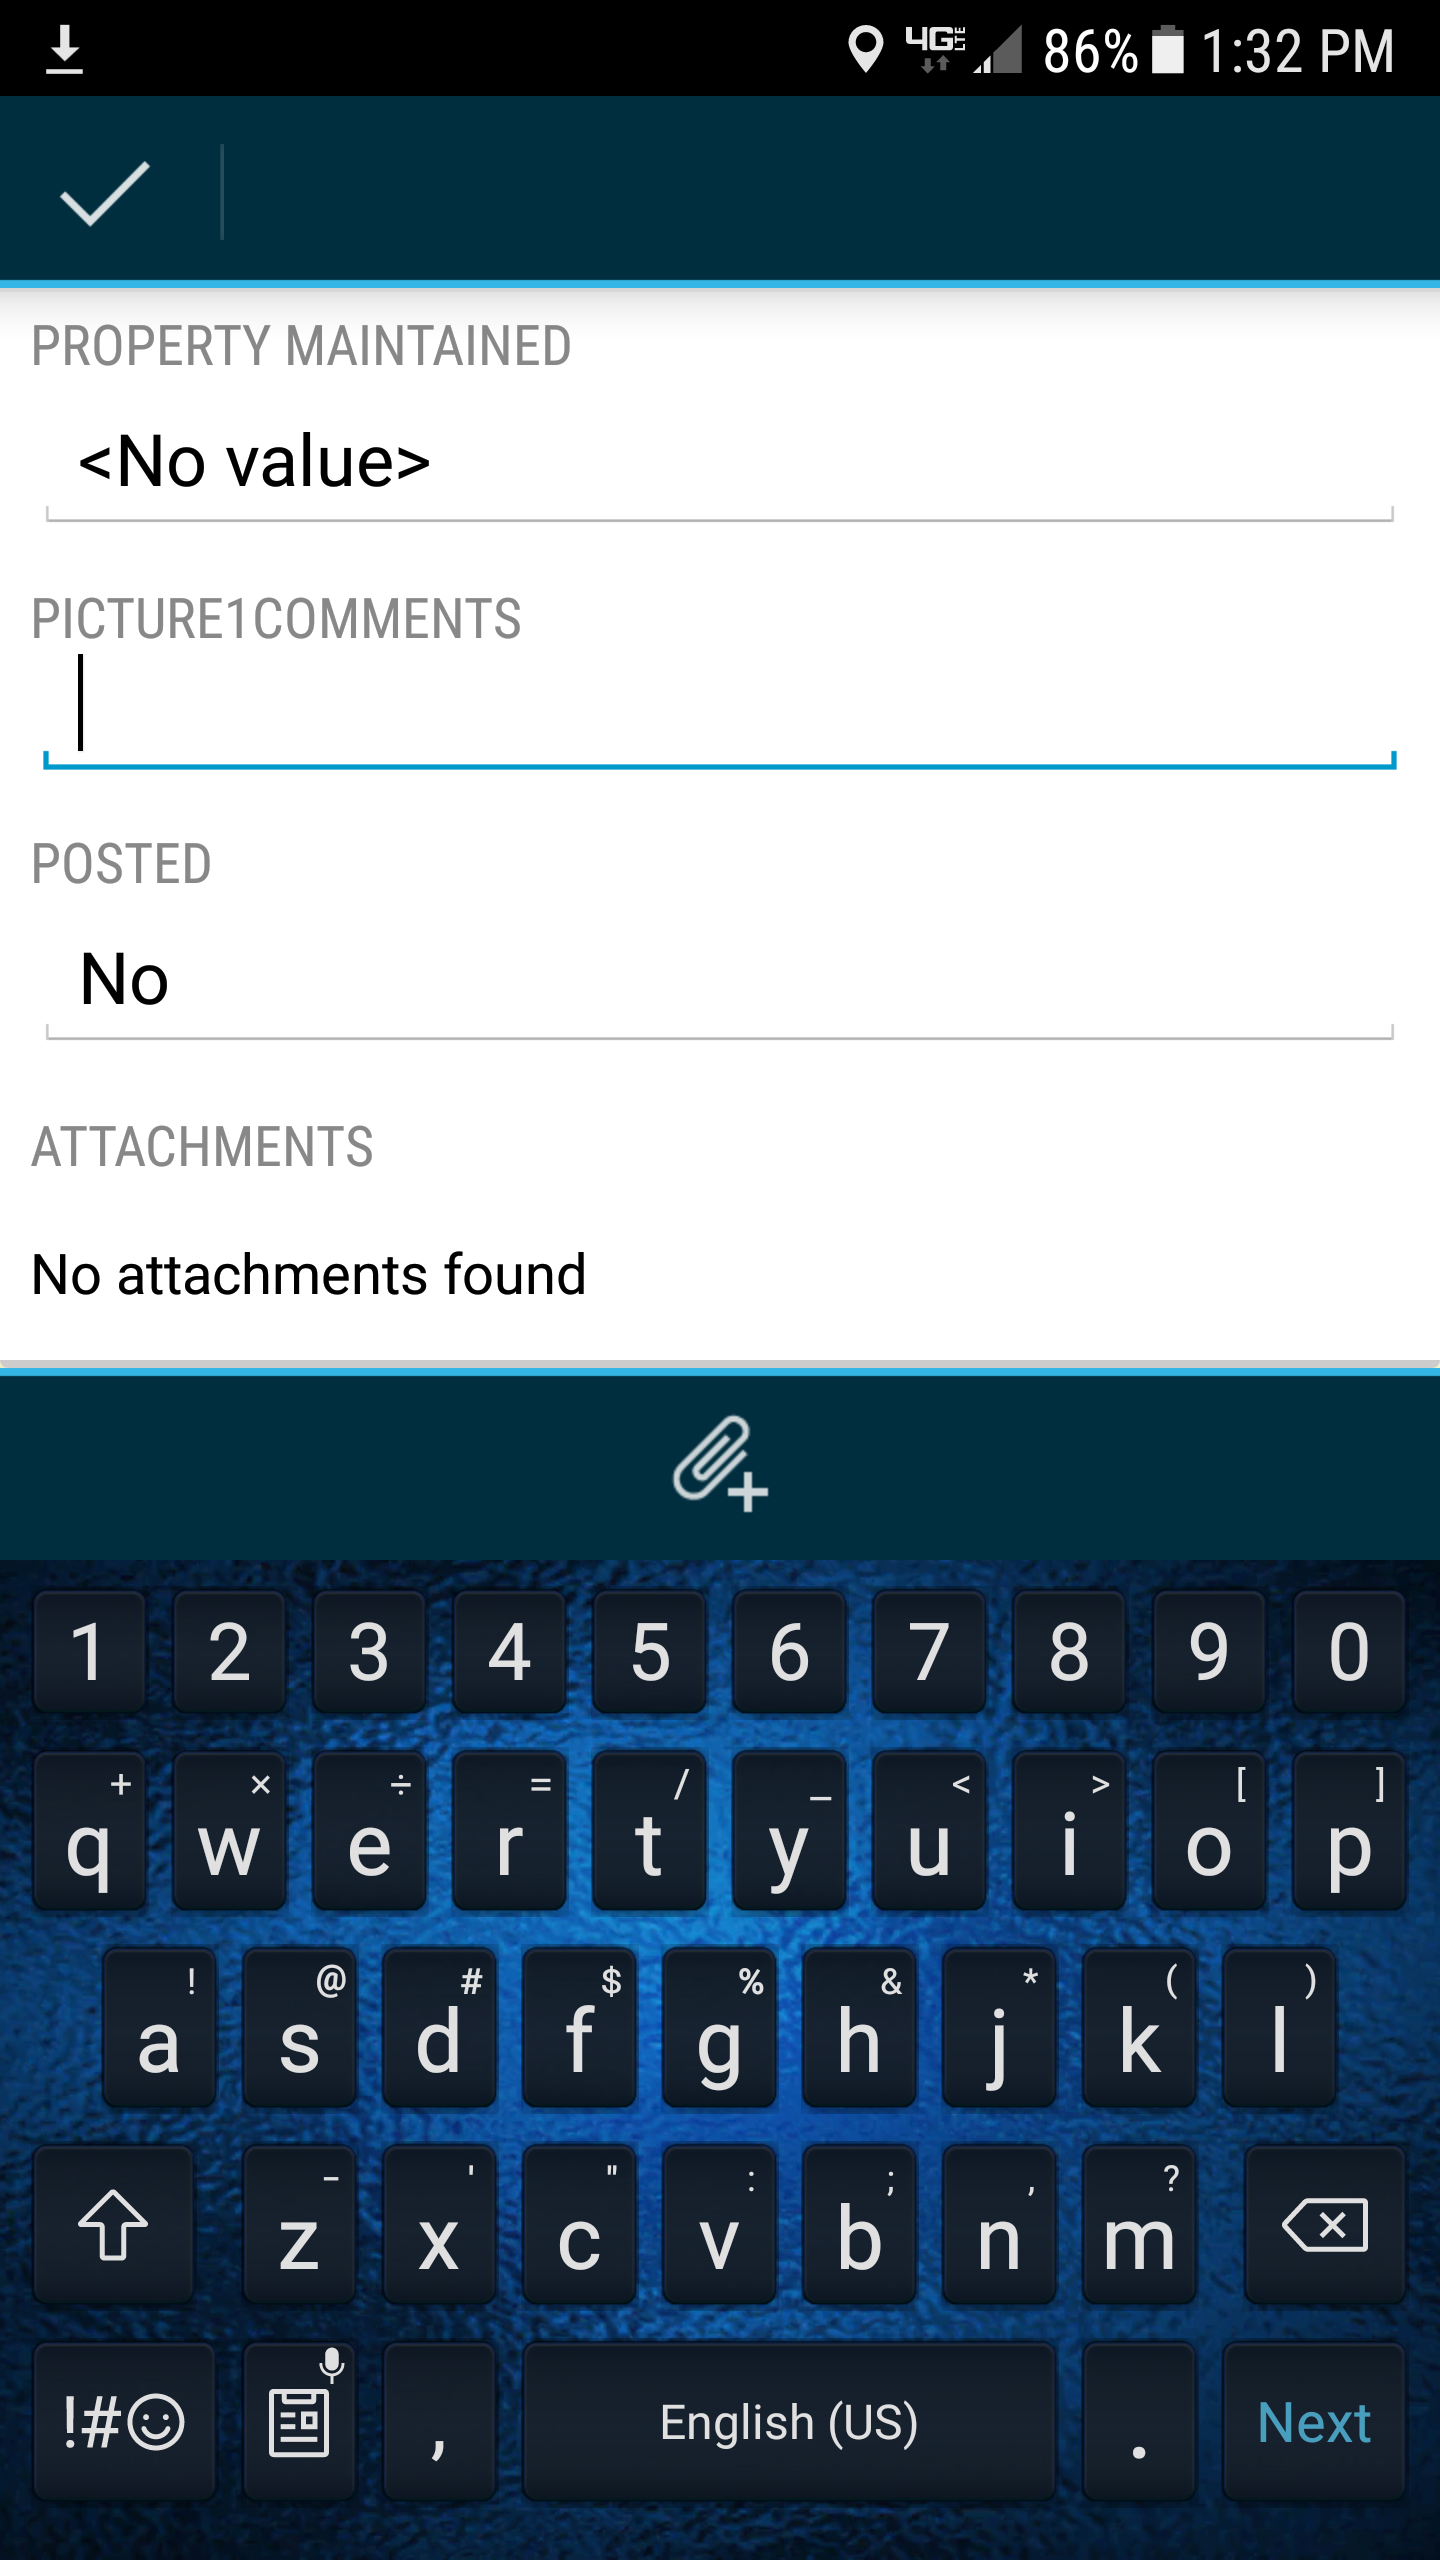 4G LTE 86% 1:32 PM
PROPERTY MAINTAINED
<No value>
PICTURE1COMMENTS
POSTED
No
ATTACHMENTS
No attachments found
1 2 3 4 5 6 7 8 9 0
+ × ÷ = / _ < > [ ]
q w e r t y u i o p
! @ # $ % & * ( )
a s d f g h j k l
- ' " : ; , ?
z x c v b n m
!#☺ , English (US) . Next